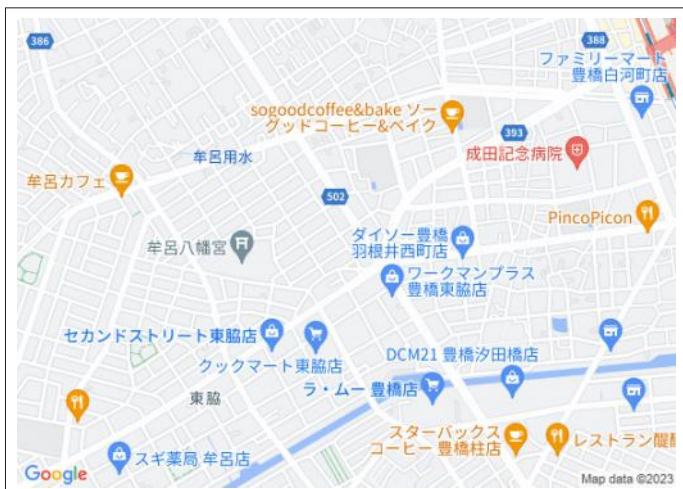 386
388
ファミリーマート
豊橋白河町店
sogoodcoffee&bake ソー
グッドコーヒー&ベイク
393
成田記念病院
牟呂用水
牟呂カフェ
502
PincoPicon
牟呂八幡宮
ダイソー豊橋
羽根井西町店
ワークマンプラス
豊橋東脇店
セカンドストリート東脇店
クックマート東脇店
DCM21 豊橋汐田橋店
ラ・ムー 豊橋店
東脇
スターバックス
コーヒー 豊橋柱店
レストラン醍醐
スギ薬局 牟呂店
Google
Map data ©2023